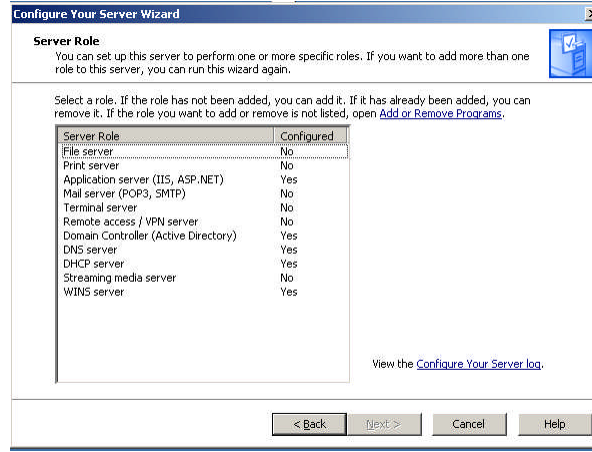 Configure Your Server Wizard
Server Role
You can set up this server to perform one or more specific roles. If you want to add more than one
role to this server, you can run this wizard again.
Select a role. If the role has not been added, you can add it. If it has already been added, you can
remove it. If the role you want to add or remove is not listed, open Add or Remove Programs.
Server Role Configured
File server No
Print server No
Application server (IIS, ASP.NET) Yes
Mail server (POP3, SMTP) No
Terminal server No
Remote access / VPN server No
Domain Controller (Active Directory) Yes
DNS server Yes
DHCP server Yes
Streaming media server No
WINS server Yes
View the Configure Your Server log.
< Back Next > Cancel Help